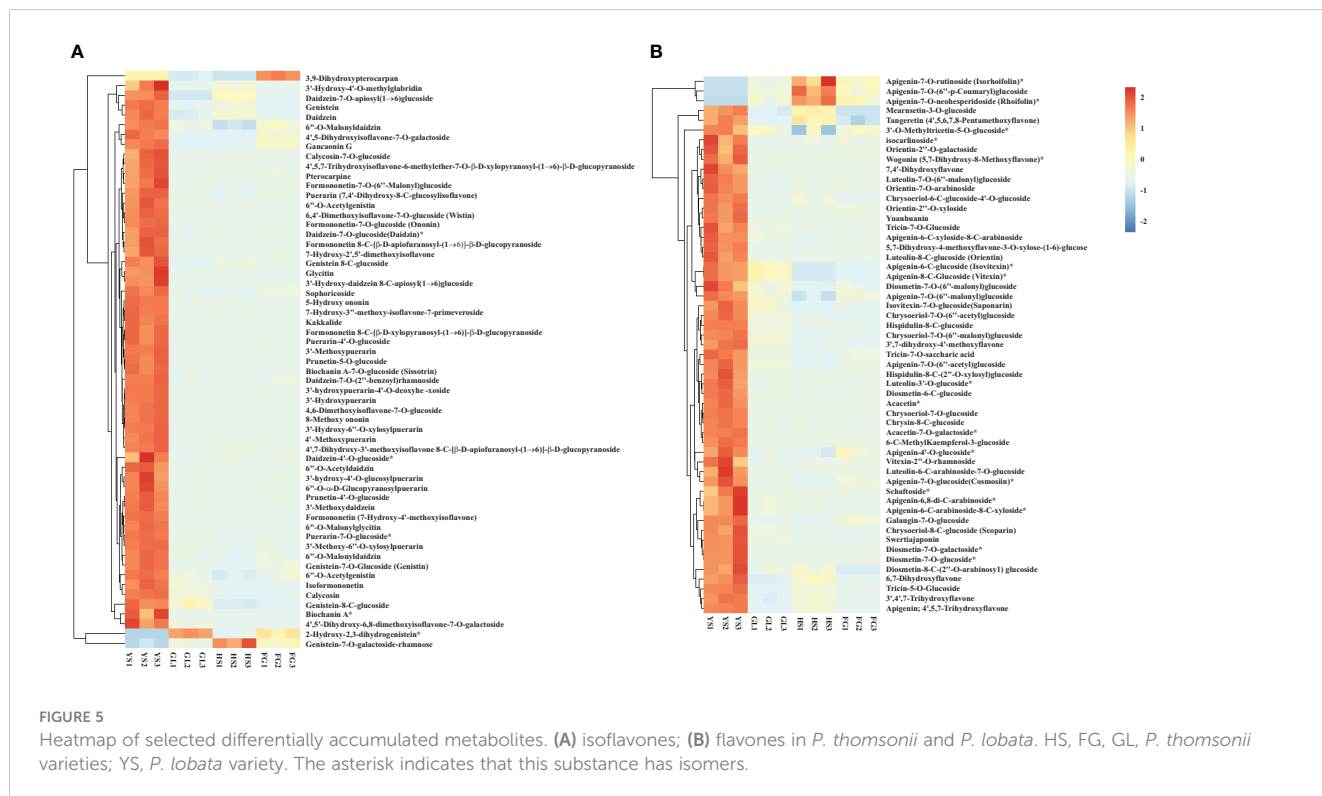 A
3,9-Dihydroxypterocarpan
3'-Hydroxy-4'-O-methylglabridin
Daidzein-7-O-apiosyl(1→6)glucoside
Genistein
Daidzein
6''-O-Malonyldaidzin
4',5-Dihydroxyisoflavone-7-O-galactoside
Gancaonin G
Calycosin-7-O-glucoside
4',5,7-Trihydroxyisoflavone-6-methylether-7-O-β-D-xylopyranosyl-(1→6)-β-D-glucopyranoside
Pterocarpine
Formononetin-7-O-(6''-Malonyl)glucoside
Puerarin (7,4'-Dihydroxy-8-C-glucosylisoflavone)
6''-O-Acetylgenistin
6,4'-Dimethoxyisoflavone-7-O-glucoside (Wistin)
Formononetin-7-O-glucoside (Ononin)
Daidzein-7-O-glucoside(Daidzin)*
Formononetin 8-C-[β-D-apiofuranosyl-(1→6)]-β-D-glucopyranoside
7-Hydroxy-2',5'-dimethoxyisoflavone
Genistein 8-C-glucoside
Glycitin
3'-Hydroxy-daidzein 8-C-apiosyl(1→6)glucoside
Sophoricoside
5-Hydroxy ononin
7-Hydroxy-3''-methoxy-isoflavone-7-primeveroside
Kakkalide
Formononetin 8-C-[β-D-xylopyranosyl-(1→6)]-β-D-glucopyranoside
Puerarin-4'-O-glucoside
3'-Methoxypuerarin
Prunetin-5-O-glucoside
Biochanin A-7-O-glucoside (Sissotrin)
Daidzein-7-O-(2''-benzoyl)rhamnoside
3'-hydroxypuerarin-4'-O-deoxyhe -xoside
3'-Hydroxypuerarin
4,6-Dimethoxyisoflavone-7-O-glucoside
8-Methoxy ononin
3'-Hydroxy-6''-O-xylosylpuerarin
4'-Methoxypuerarin
4',7-Dihydroxy-3'-methoxyisoflavone 8-C-[β-D-apiofuranosyl-(1→6)]-β-D-glucopyranoside
Daidzein-4'-O-glucoside*
6''-O-Acetyldaidzin
3'-hydroxy-4'-O-glucosylpuerarin
6''-O-α-D-Glucopyranosylpuerarin
Prunetin-4'-O-glucoside
3'-Methoxydaidzein
Formononetin (7-Hydroxy-4'-methoxyisoflavone)
6''-O-Malonylglycitin
Puerarin-7-O-glucoside*
3'-Methoxy-6''-O-xylosylpuerarin
6''-O-Malonyldaidzin
Genistein-7-O-Glucoside (Genistin)
6''-O-Acetylgenistin
Isoformononetin
Calycosin
Genistein-8-C-glucoside
Biochanin A*
4',5'-Dihydroxy-6,8-dimethoxyisoflavone-7-O-galactoside
2-Hydroxy-2,3-dihydrogenistein*
Genistein-7-O-galactoside-rhamnose
YS1 YS2 YS3 GL1 GL2 GL3 HS1 HS2 HS3 FG1 FG2 FG3
B
Apigenin-7-O-rutinoside (Isorhoifolin)*
Apigenin-7-O-(6''-p-Coumaryl)glucoside
Apigenin-7-O-neohesperidoside (Rhoifolin)*
Mearnsetin-3-O-glucoside
Tangeretin (4',5,6,7,8-Pentamethoxyflavone)
3'-O-Methyltricetin-5-O-glucoside*
isocarlinoside*
Orientin-2''-O-galactoside
Wogonin (5,7-Dihydroxy-8-Methoxyflavone)*
7,4'-Dihydroxyflavone
Luteolin-7-O-(6''-malonyl)glucoside
Orientin-7-O-arabinoside
Chrysoeriol-6-C-glucoside-4'-O-glucoside
Orientin-2''-O-xyloside
Yuanhuanin
Tricin-7-O-Glucoside
Apigenin-6-C-xyloside-8-C-arabinoside
5,7-Dihydroxy-4-methoxyflavone-3-O-xylose-(1-6)-glucose
Luteolin-8-C-glucoside (Orientin)
Apigenin-6-C-glucoside (Isovitexin)*
Apigenin-8-C-Glucoside (Vitexin)*
Diosmetin-7-O-(6''-malonyl)glucoside
Apigenin-7-O-(6''-malonyl)glucoside
Isovitexin-7-O-glucoside(Saponarin)
Chrysoeriol-7-O-(6''-acetyl)glucoside
Hispidulin-8-C-glucoside
Chrysoeriol-7-O-(6''-malonyl)glucoside
3',7-dihydroxy-4'-methoxyflavone
Tricin-7-O-saccharic acid
Apigenin-7-O-(6''-acetyl)glucoside
Hispidulin-8-C-(2''-O-xylosyl)glucoside
Luteolin-3'-O-glucoside*
Diosmetin-6-C-glucoside
Acacetin*
Chrysoeriol-7-O-glucoside
Chrysin-8-C-glucoside
Acacetin-7-O-galactoside*
6-C-MethylKaempferol-3-glucoside
Apigenin-4'-O-glucoside*
Vitexin-2''-O-rhamnoside
Luteolin-6-C-arabinoside-7-O-glucoside
Apigenin-7-O-glucoside(Cosmosiin)*
Schaftoside*
Apigenin-6,8-di-C-arabinoside*
Apigenin-6-C-arabinoside-8-C-xyloside*
Galangin-7-O-glucoside
Chrysoeriol-8-C-glucoside (Scoparin)
Swertiajaponin
Diosmetin-7-O-galactoside*
Diosmetin-7-O-glucoside*
Diosmetin-8-C-(2''-O-arabinosy1) glucoside
6,7-Dihydroxyflavone
Tricin-5-O-Glucoside
3',4',7-Trihydroxyflavone
Apigenin; 4',5,7-Trihydroxyflavone
YS1 YS2 YS3 GL1 GL2 GL3 HS1 HS2 HS3 FG1 FG2 FG3
2
1
0
-1
-2
FIGURE 5
Heatmap of selected differentially accumulated metabolites. (A) isoflavones; (B) flavones in P. thomsonii and P. lobata. HS, FG, GL, P. thomsonii
varieties; YS, P. lobata variety. The asterisk indicates that this substance has isomers.